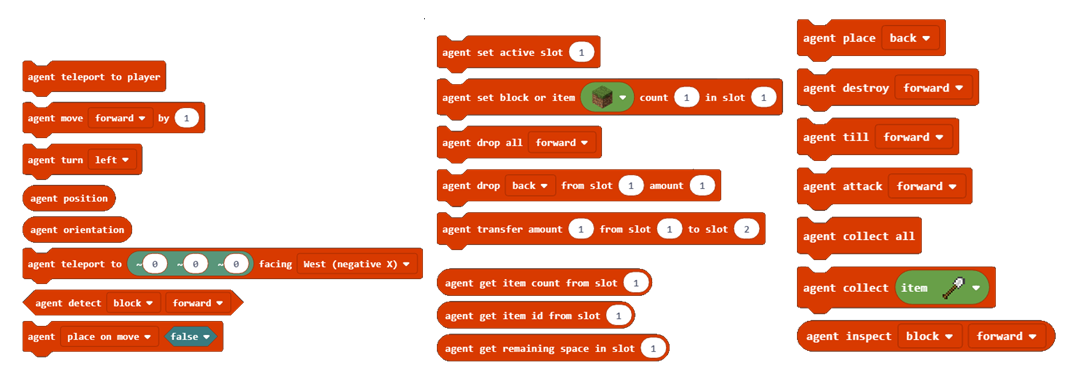 agent teleport to player
agent move forward by 1
agent turn left
agent position
agent orientation
agent teleport to ~0 ~0 ~0 facing West (negative X)
agent detect block forward
agent place on move false
agent set active slot 1
agent set block or item count 1 in slot 1
agent drop all forward
agent drop back from slot 1 amount 1
agent transfer amount 1 from slot 1 to slot 2
agent get item count from slot 1
agent get item id from slot 1
agent get remaining space in slot 1
agent place back
agent destroy forward
agent till forward
agent attack forward
agent collect all
agent collect item
agent inspect block forward